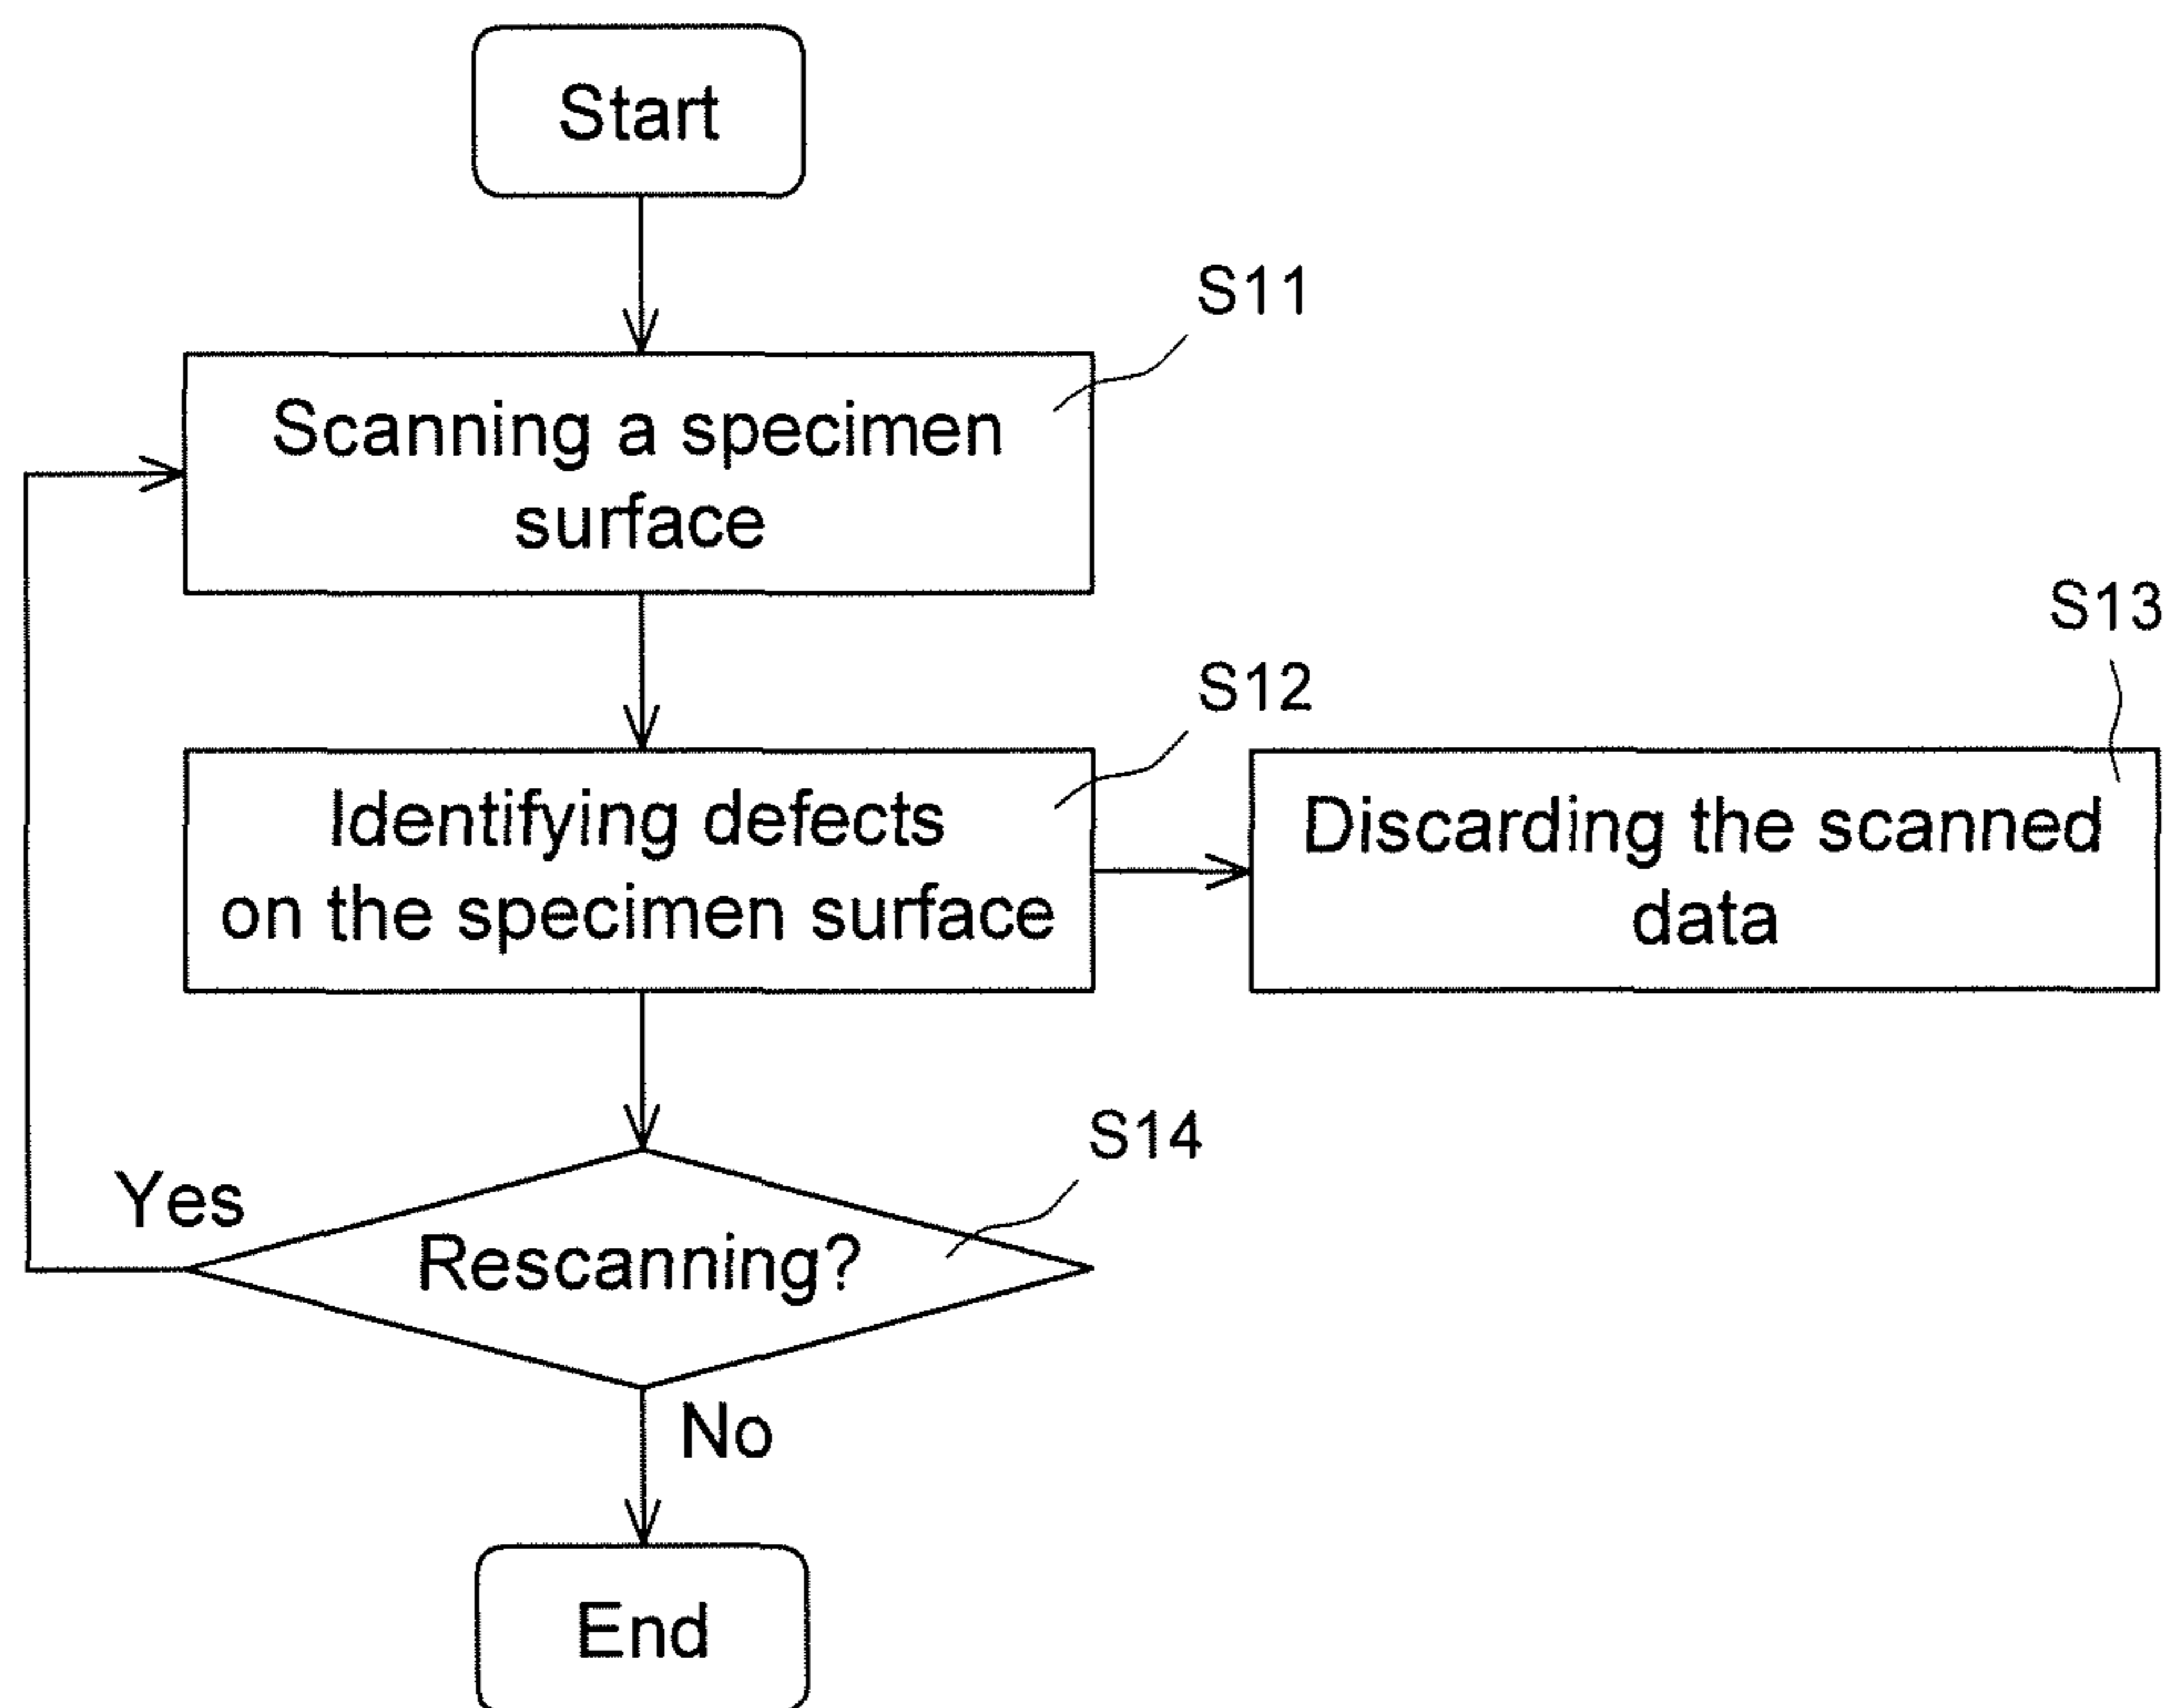 Start
S11
Scanning a specimen
surface
S12
Identifying defects
on the specimen surface
S13
Discarding the scanned
data
S14
Rescanning?
Yes
No
End